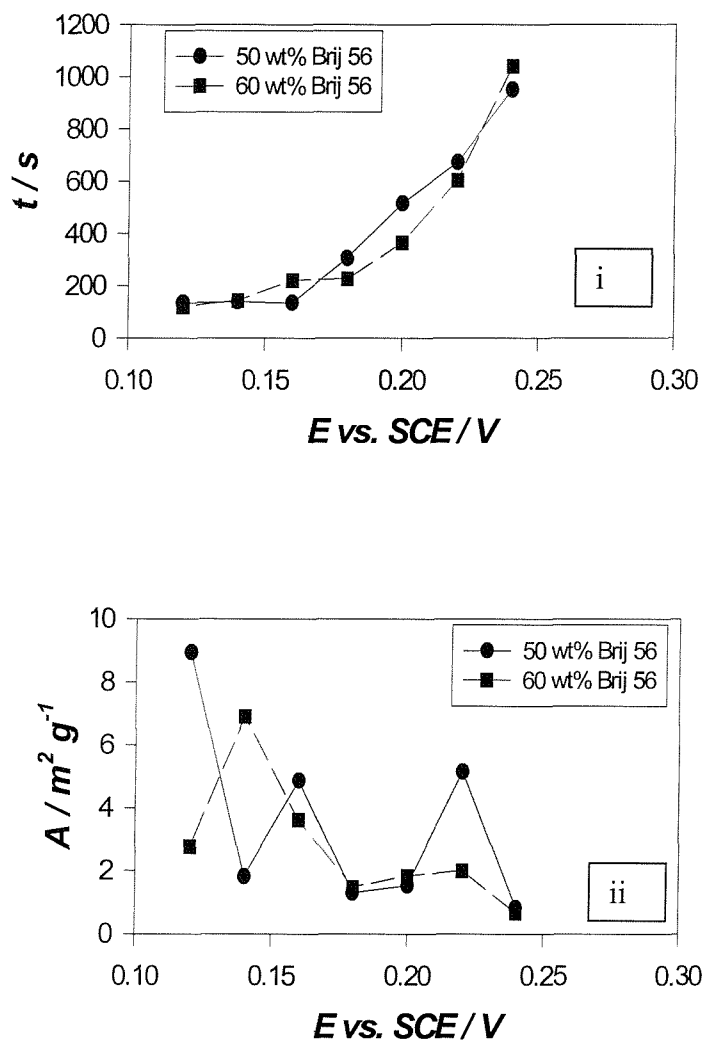 1200
1000
800
600
400
200
0
t / s
50 wt% Brij 56
60 wt% Brij 56
i
0.10 0.15 0.20 0.25 0.30
E vs. SCE / V
10
8
6
4
2
0
A / m² g⁻¹
50 wt% Brij 56
60 wt% Brij 56
ii
0.10 0.15 0.20 0.25 0.30
E vs. SCE / V